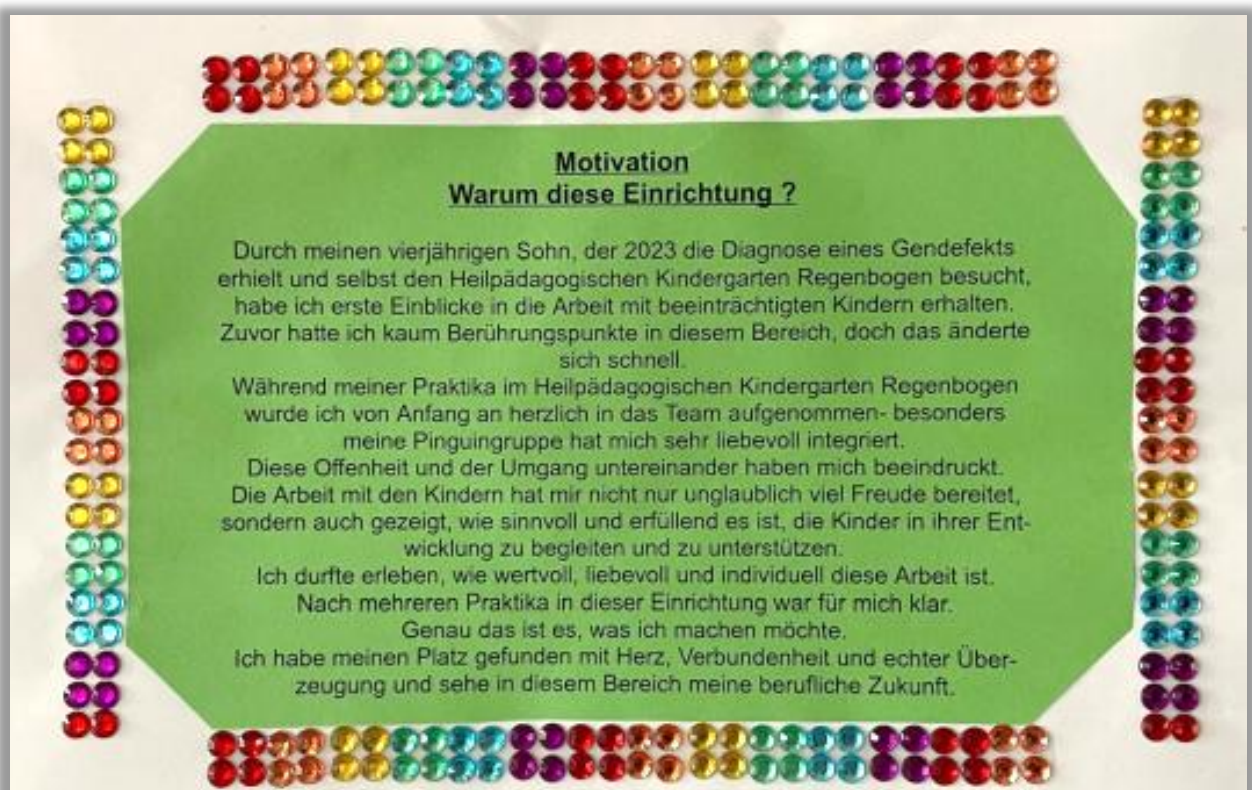 Motivation
Warum diese Einrichtung ?
Durch meinen vierjährigen Sohn, der 2023 die Diagnose eines Gendefekts
erhielt und selbst den Heilpädagogischen Kindergarten Regenbogen besucht,
habe ich erste Einblicke in die Arbeit mit beeinträchtigten Kindern erhalten.
Zuvor hatte ich kaum Berührungspunkte in diesem Bereich, doch das änderte
sich schnell.
Während meiner Praktika im Heilpädagogischen Kindergarten Regenbogen
wurde ich von Anfang an herzlich in das Team aufgenommen- besonders
meine Pinguingruppe hat mich sehr liebevoll integriert.
Diese Offenheit und der Umgang untereinander haben mich beeindruckt.
Die Arbeit mit den Kindern hat mir nicht nur unglaublich viel Freude bereitet,
sondern auch gezeigt, wie sinnvoll und erfüllend es ist, die Kinder in ihrer Ent-
wicklung zu begleiten und zu unterstützen.
Ich durfte erleben, wie wertvoll, liebevoll und individuell diese Arbeit ist.
Nach mehreren Praktika in dieser Einrichtung war für mich klar.
Genau das ist es, was ich machen möchte.
Ich habe meinen Platz gefunden mit Herz, Verbundenheit und echter Über-
zeugung und sehe in diesem Bereich meine berufliche Zukunft.